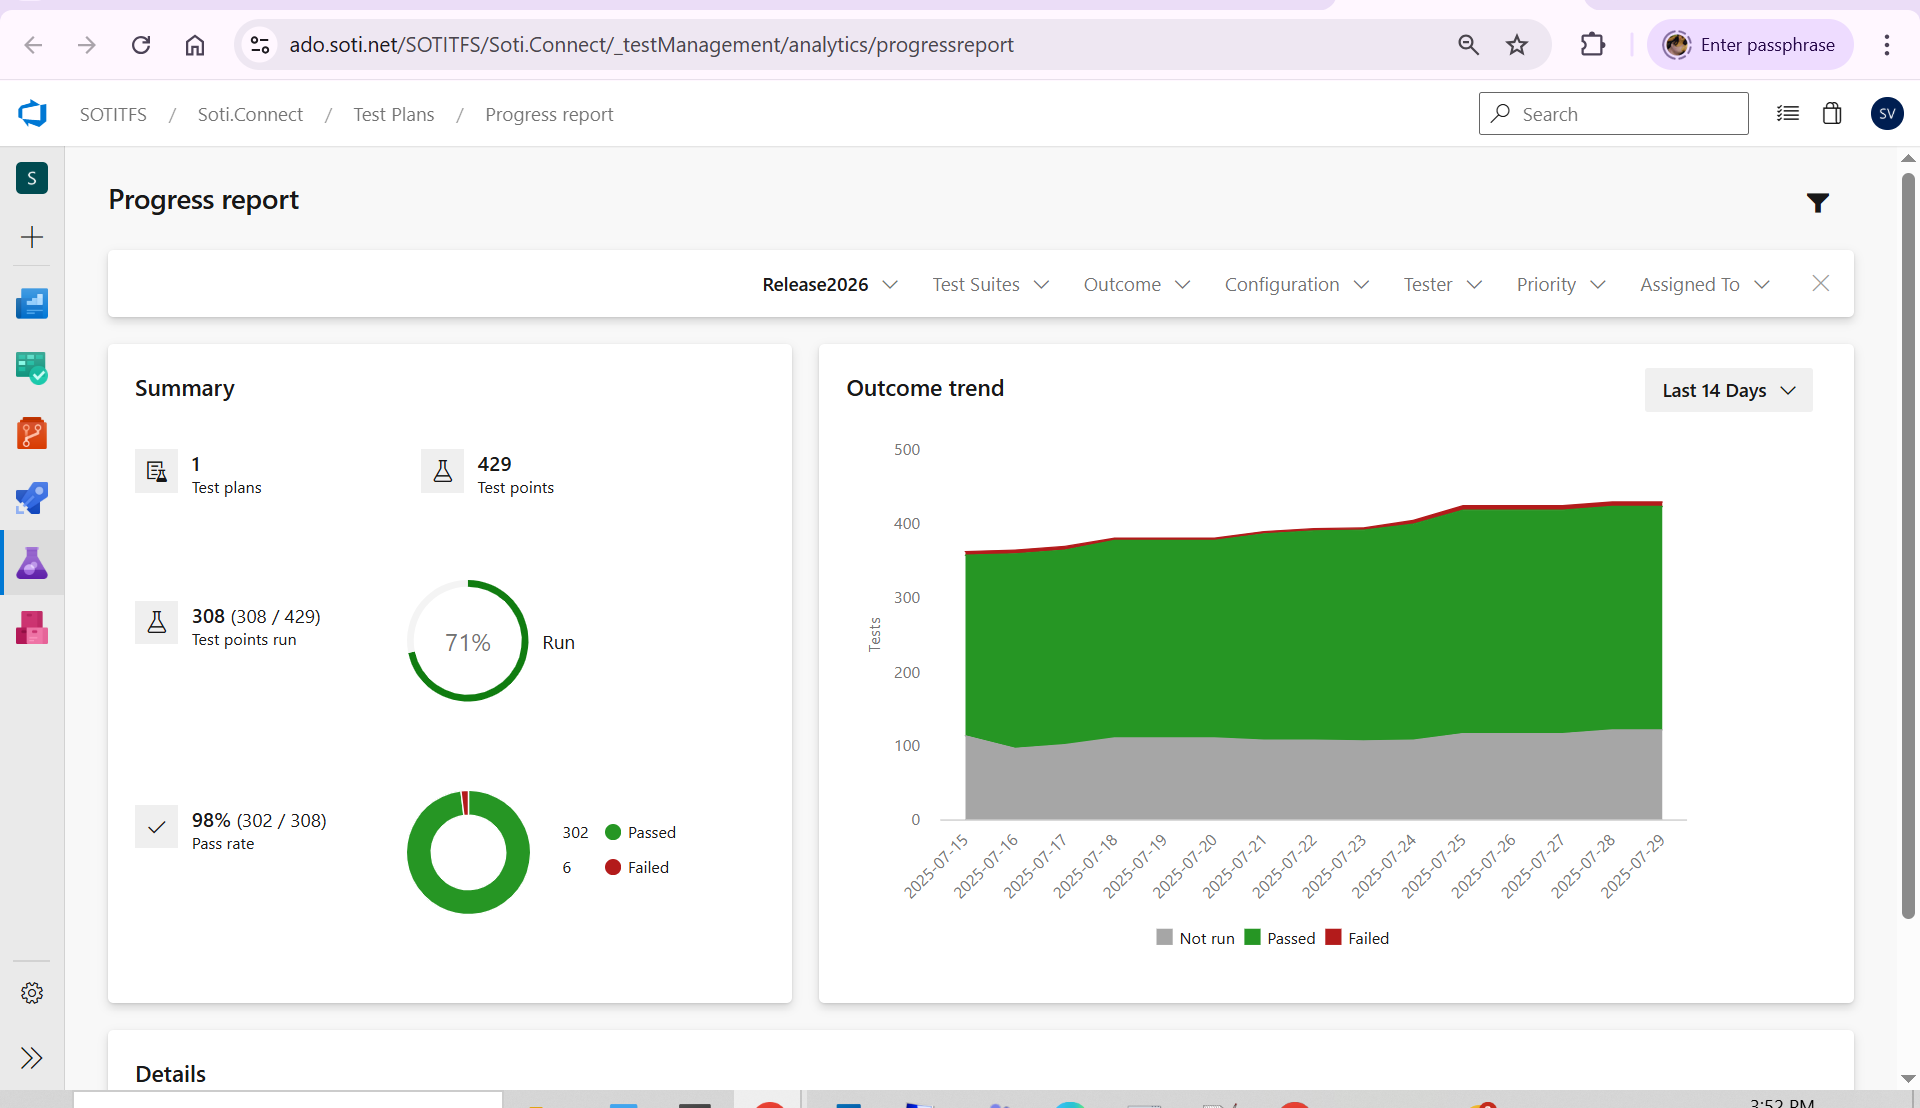 ado.soti.net/SOTITFS/Soti.Connect/_testManagement/analytics/progressreport
Enter passphrase
SOTITFS / Soti.Connect / Test Plans / Progress report
Search
SV
S
Progress report
Release2026
Test Suites
Outcome
Configuration
Tester
Priority
Assigned To
Summary
1
Test plans
429
Test points
308 (308 / 429)
Test points run
71%
Run
98% (302 / 308)
Pass rate
302 Passed
6 Failed
Outcome trend
Last 14 Days
500
400
300
200
100
0
Tests
2025-07-15
2025-07-16
2025-07-17
2025-07-18
2025-07-19
2025-07-20
2025-07-21
2025-07-22
2025-07-23
2025-07-24
2025-07-25
2025-07-26
2025-07-27
2025-07-28
2025-07-29
Not run
Passed
Failed
Details
3:52 PM